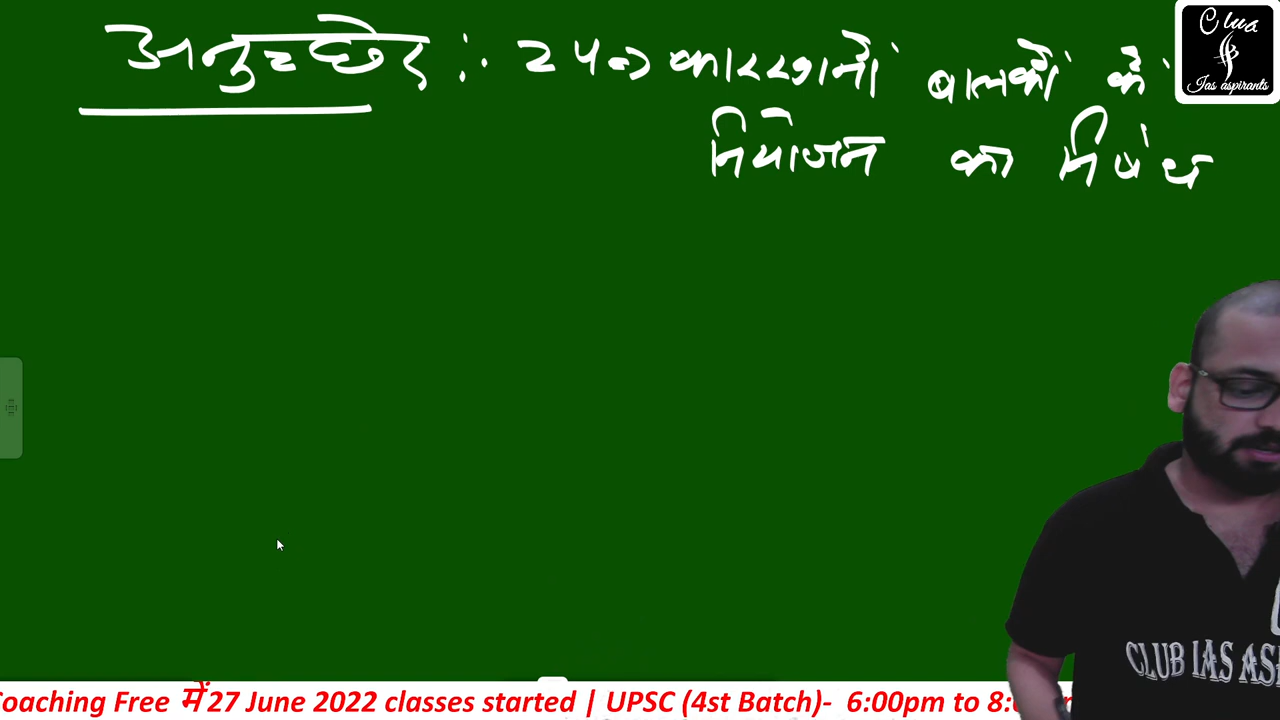 अनुच्छेद :- 24 => कारखानों बालकों के
नियोजन का निषेध
Club
Ias aspirants
CLUB IAS AS
Coaching Free में 27 June 2022 classes started | UPSC (4st Batch)- 6:00pm to 8: